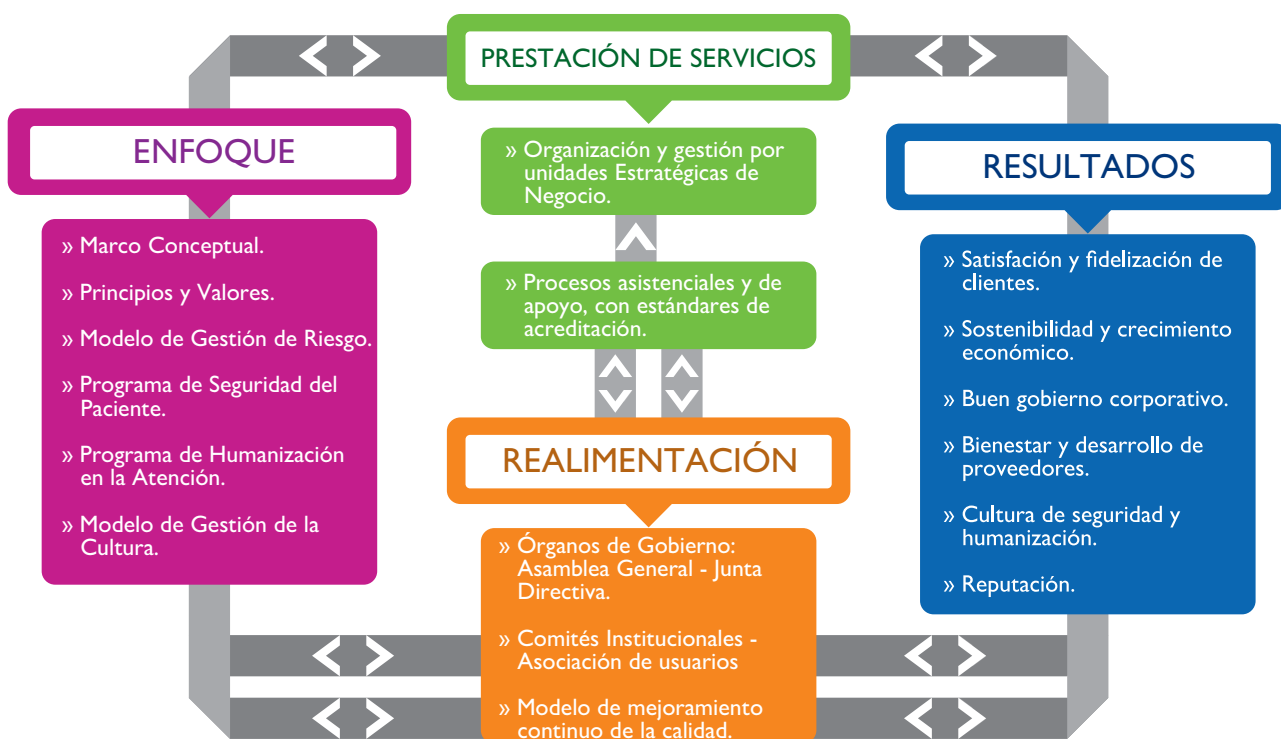 PRESTACIÓN DE SERVICIOS
» Organización y gestión por
unidades Estratégicas de
Negocio.
» Procesos asistenciales y de
apoyo, con estándares de
acreditación.
ENFOQUE
» Marco Conceptual.
» Principios y Valores.
» Modelo de Gestión de Riesgo.
» Programa de Seguridad del
Paciente.
» Programa de Humanización
en la Atención.
» Modelo de Gestión de la
Cultura.
REALIMENTACIÓN
» Órganos de Gobierno:
Asamblea General - Junta
Directiva.
» Comités Institucionales -
Asociación de usuarios
» Modelo de mejoramiento
continuo de la calidad.
RESULTADOS
» Satisfacción y fidelización de
clientes.
» Sostenibilidad y crecimiento
económico.
» Buen gobierno corporativo.
» Bienestar y desarrollo de
proveedores.
» Cultura de seguridad y
humanización.
» Reputación.